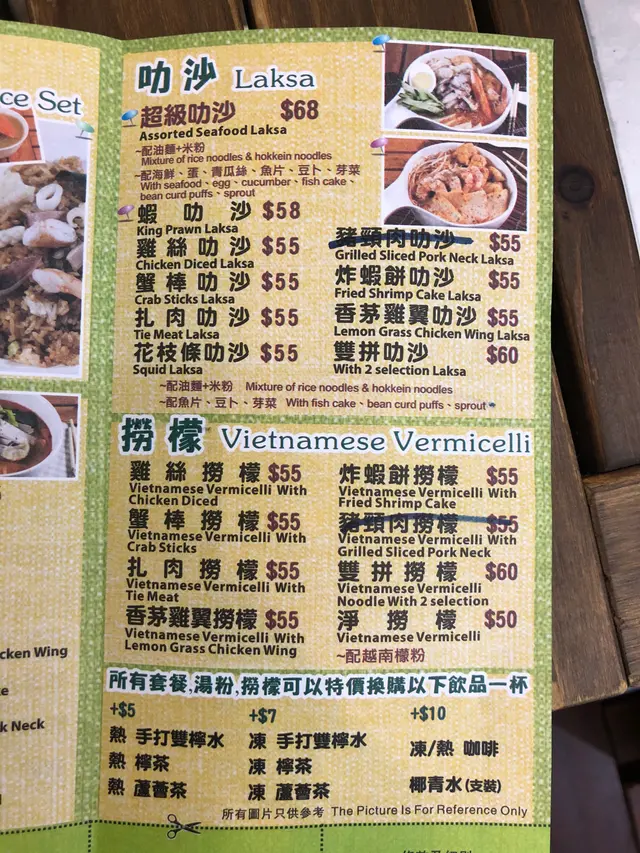 ce Set
叻沙 Laksa
超級叻沙 $68
Assorted Seafood Laksa
~配油麵+米粉
Mixture of rice noodles & hokkein noodles
~配海鮮、蛋、青瓜絲、魚片、豆卜、芽菜
With seafood、egg、cucumber、fish cake、
bean curd puffs、sprout
蝦叻沙 $58
King Prawn Laksa
雞絲叻沙 $55
Chicken Diced Laksa
蟹棒叻沙 $55
Crab Sticks Laksa
扎肉叻沙 $55
Tie Meat Laksa
花枝條叻沙 $55
Squid Laksa
豬頸肉叻沙 $55
Grilled Sliced Pork Neck Laksa
炸蝦餅叻沙 $55
Fried Shrimp Cake Laksa
香茅雞翼叻沙 $55
Lemon Grass Chicken Wing Laksa
雙拼叻沙 $60
With 2 selection Laksa
~配油麵+米粉 Mixture of rice noodles & hokkein noodles
~配魚片、豆卜、芽菜 With fish cake、bean curd puffs、sprout
撈檬 Vietnamese Vermicelli
雞絲撈檬 $55
Vietnamese Vermicelli With
Chicken Diced
蟹棒撈檬 $55
Vietnamese Vermicelli With
Crab Sticks
扎肉撈檬 $55
Vietnamese Vermicelli With
Tie Meat
香茅雞翼撈檬 $55
Vietnamese Vermicelli With
Lemon Grass Chicken Wing
炸蝦餅撈檬 $55
Vietnamese Vermicelli With
Fried Shrimp Cake
豬頸肉撈檬 $55
Vietnamese Vermicelli With
Grilled Sliced Pork Neck
雙拼撈檬 $60
Vietnamese Vermicelli
Noodle With 2 selection
淨撈檬 $50
Vietnamese Vermicelli
~配越南檬粉
所有套餐,湯粉,撈檬可以特價換購以下飲品一杯
+$5
熱 手打雙檸水
熱 檸茶
熱 蘆薈茶
+$7
凍 手打雙檸水
凍 檸茶
凍 蘆薈茶
+$10
凍/熱 咖啡
椰青水(支裝)
所有圖片只供參考 The Picture Is For Reference Only
cken Wing
ke
k Neck